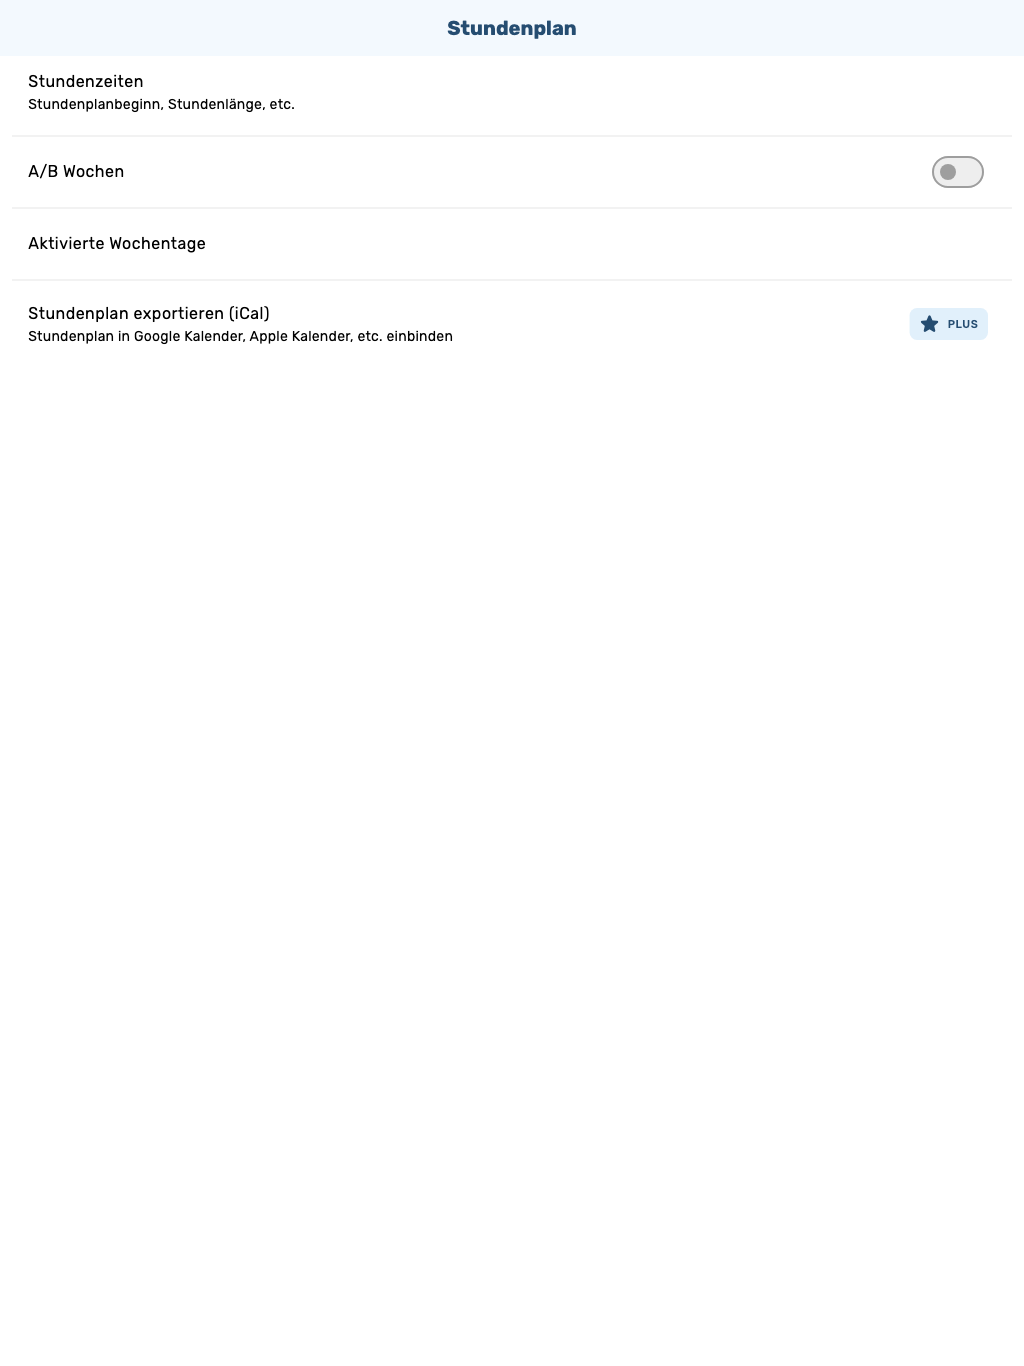 Stundenplan
Stundenzeiten
Stundenplanbeginn, Stundenlänge, etc.
A/B Wochen
Aktivierte Wochentage
Stundenplan exportieren (iCal)
Stundenplan in Google Kalender, Apple Kalender, etc. einbinden
PLUS